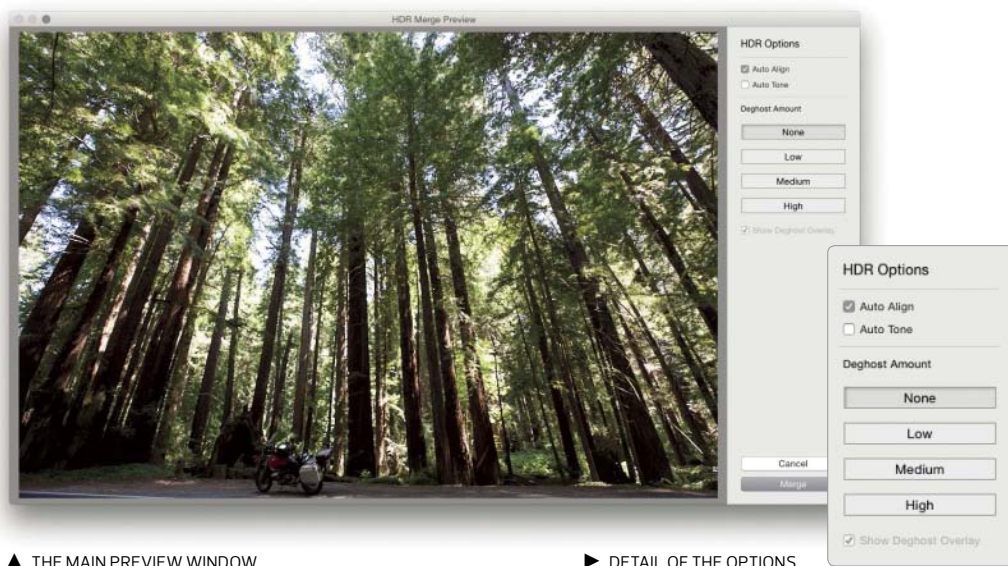 HDR Merge Preview
HDR Options
Auto Align
Auto Tone
Deghost Amount
None
Low
Medium
High
Show Deghost Overlay
Cancel
Merge
HDR Options
Auto Align
Auto Tone
Deghost Amount
None
Low
Medium
High
Show Deghost Overlay
▲ THE MAIN PREVIEW WINDOW
► DETAIL OF THE OPTIONS